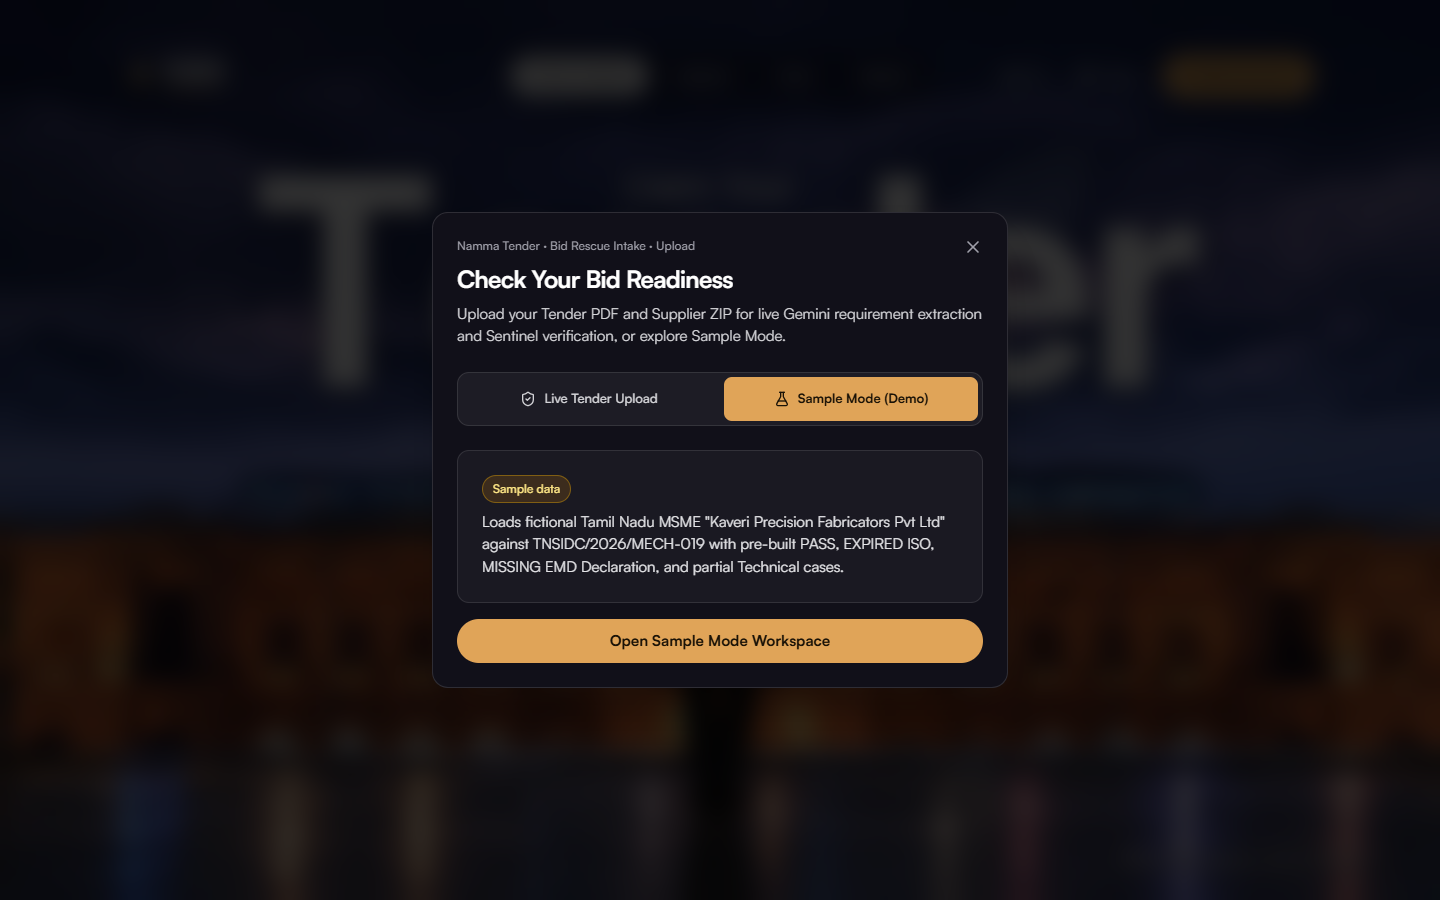 Namma Tender · Bid Rescue Intake · Upload
Check Your Bid Readiness
Upload your Tender PDF and Supplier ZIP for live Gemini requirement extraction
and Sentinel verification, or explore Sample Mode.
Live Tender Upload
Sample Mode (Demo)
Sample data
Loads fictional Tamil Nadu MSME "Kaveri Precision Fabricators Pvt Ltd"
against TNSIDC/2026/MECH-019 with pre-built PASS, EXPIRED ISO,
MISSING EMD Declaration, and partial Technical cases.
Open Sample Mode Workspace